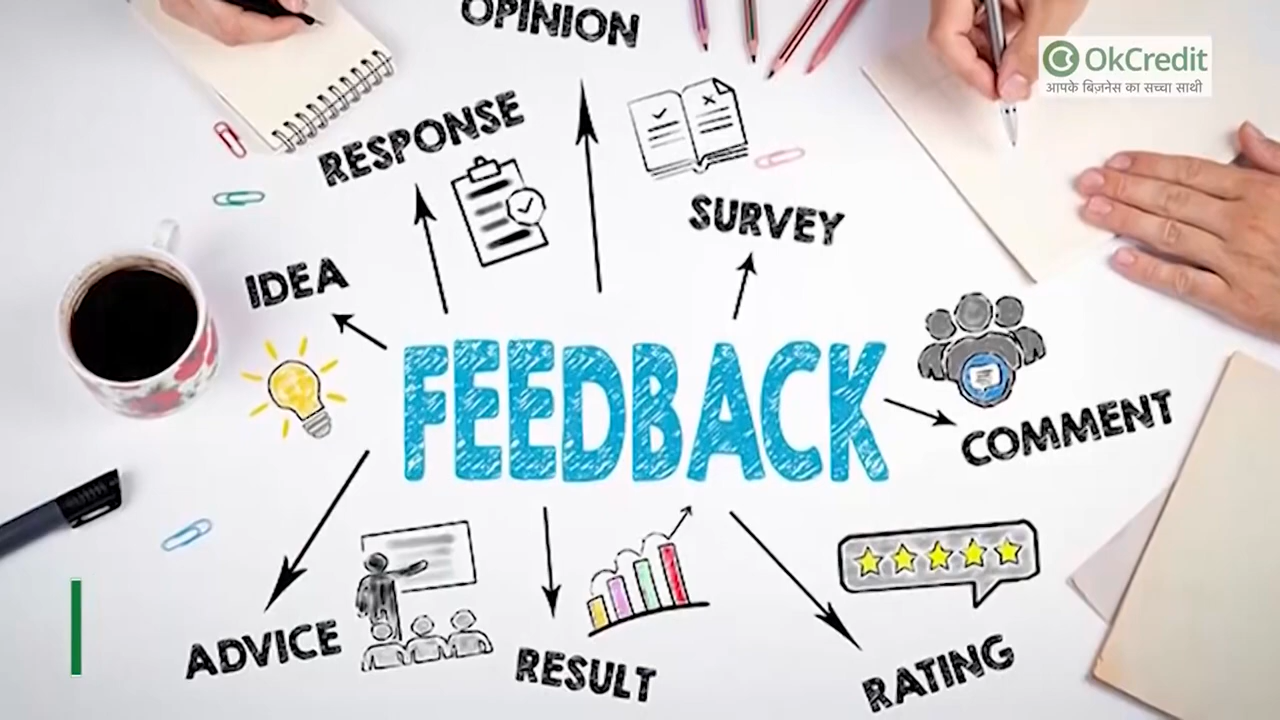 OPINION
OkCredit
आपके बिज़नेस का सच्चा साथी
RESPONSE
SURVEY
IDEA
FEEDBACK
COMMENT
ADVICE
RESULT
RATING